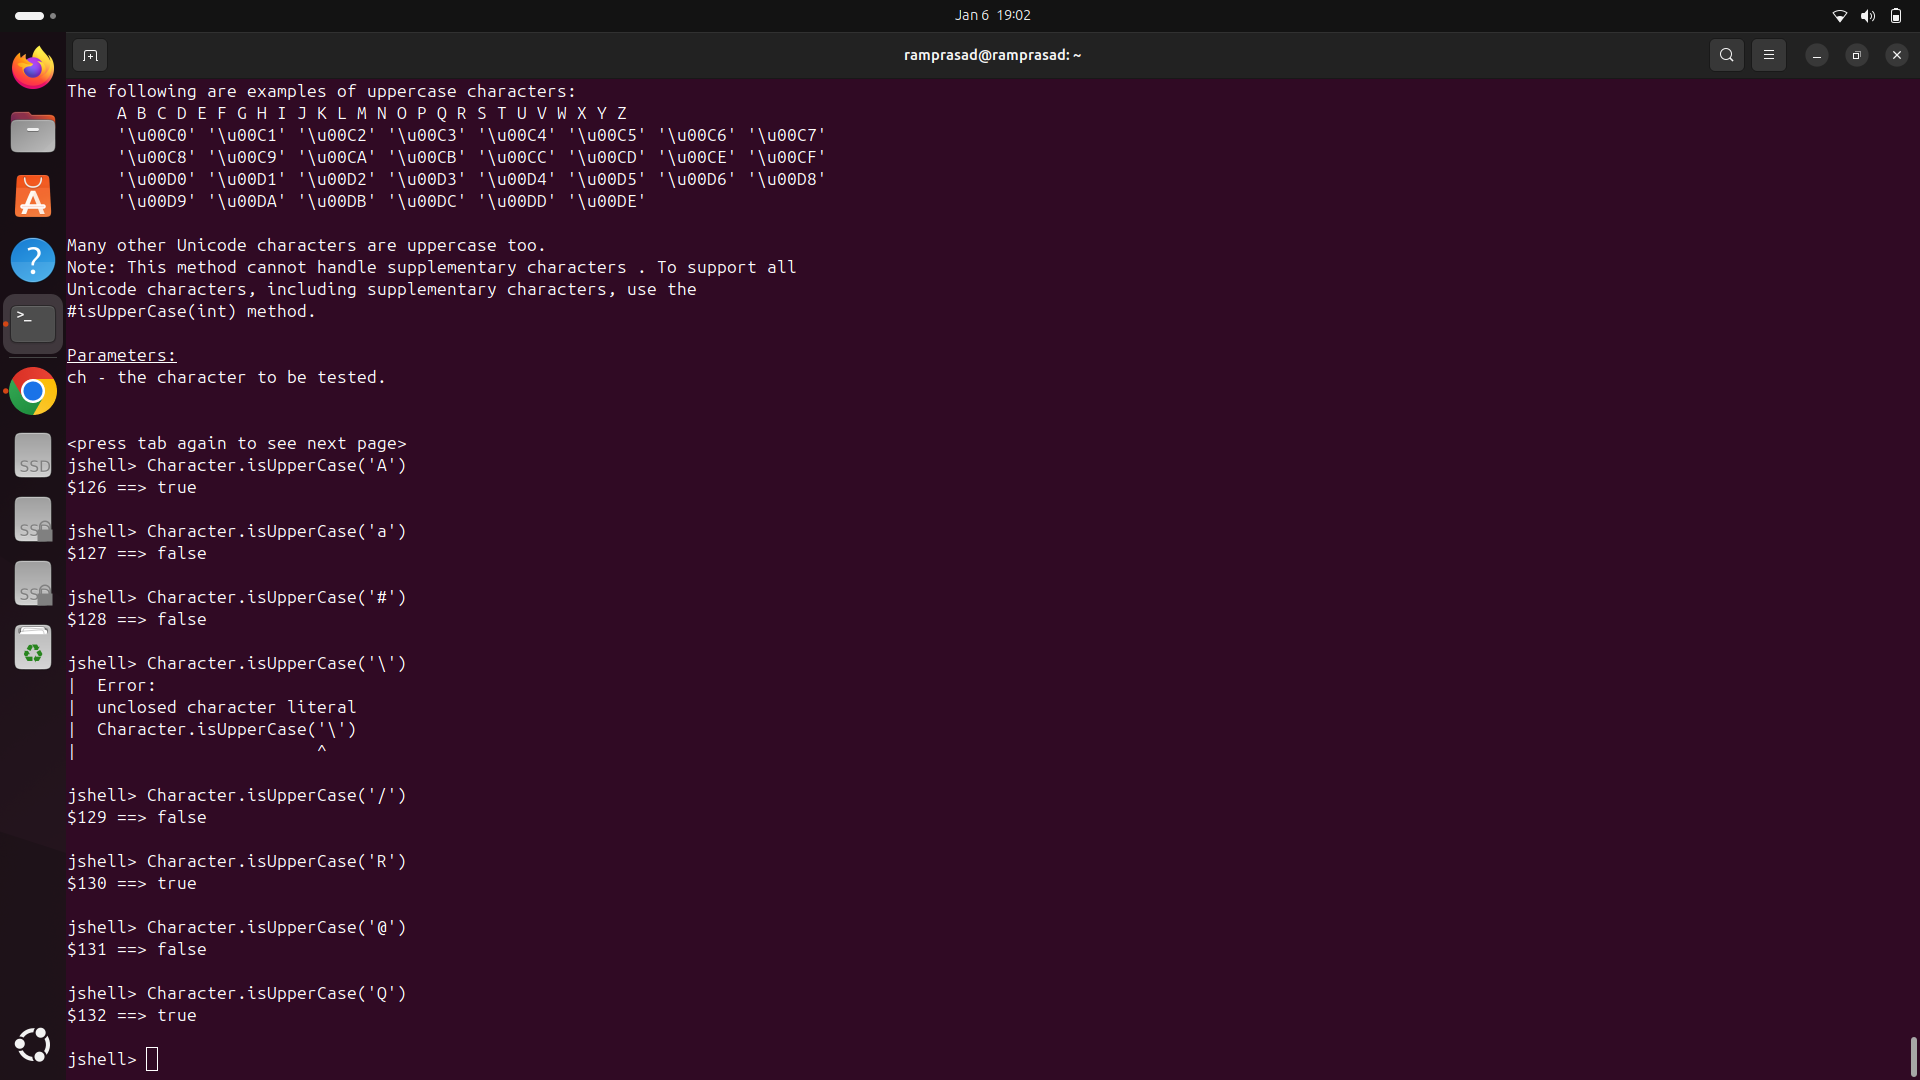 Jan 6 19:02
ramprasad@ramprasad: ~
The following are examples of uppercase characters:
A B C D E F G H I J K L M N O P Q R S T U V W X Y Z
'\u00C0' '\u00C1' '\u00C2' '\u00C3' '\u00C4' '\u00C5' '\u00C6' '\u00C7'
'\u00C8' '\u00C9' '\u00CA' '\u00CB' '\u00CC' '\u00CD' '\u00CE' '\u00CF'
'\u00D0' '\u00D1' '\u00D2' '\u00D3' '\u00D4' '\u00D5' '\u00D6' '\u00D8'
'\u00D9' '\u00DA' '\u00DB' '\u00DC' '\u00DD' '\u00DE'
Many other Unicode characters are uppercase too.
Note: This method cannot handle supplementary characters . To support all
Unicode characters, including supplementary characters, use the
#isUpperCase(int) method.
Parameters:
ch - the character to be tested.
<press tab again to see next page>
jshell> Character.isUpperCase('A')
$126 ==> true
jshell> Character.isUpperCase('a')
$127 ==> false
jshell> Character.isUpperCase('#')
$128 ==> false
jshell> Character.isUpperCase('\')
|  Error:
|  unclosed character literal
|  Character.isUpperCase('\')
|                        ^
jshell> Character.isUpperCase('/')
$129 ==> false
jshell> Character.isUpperCase('R')
$130 ==> true
jshell> Character.isUpperCase('@')
$131 ==> false
jshell> Character.isUpperCase('Q')
$132 ==> true
jshell>
>_
SSD
SSD
SSD